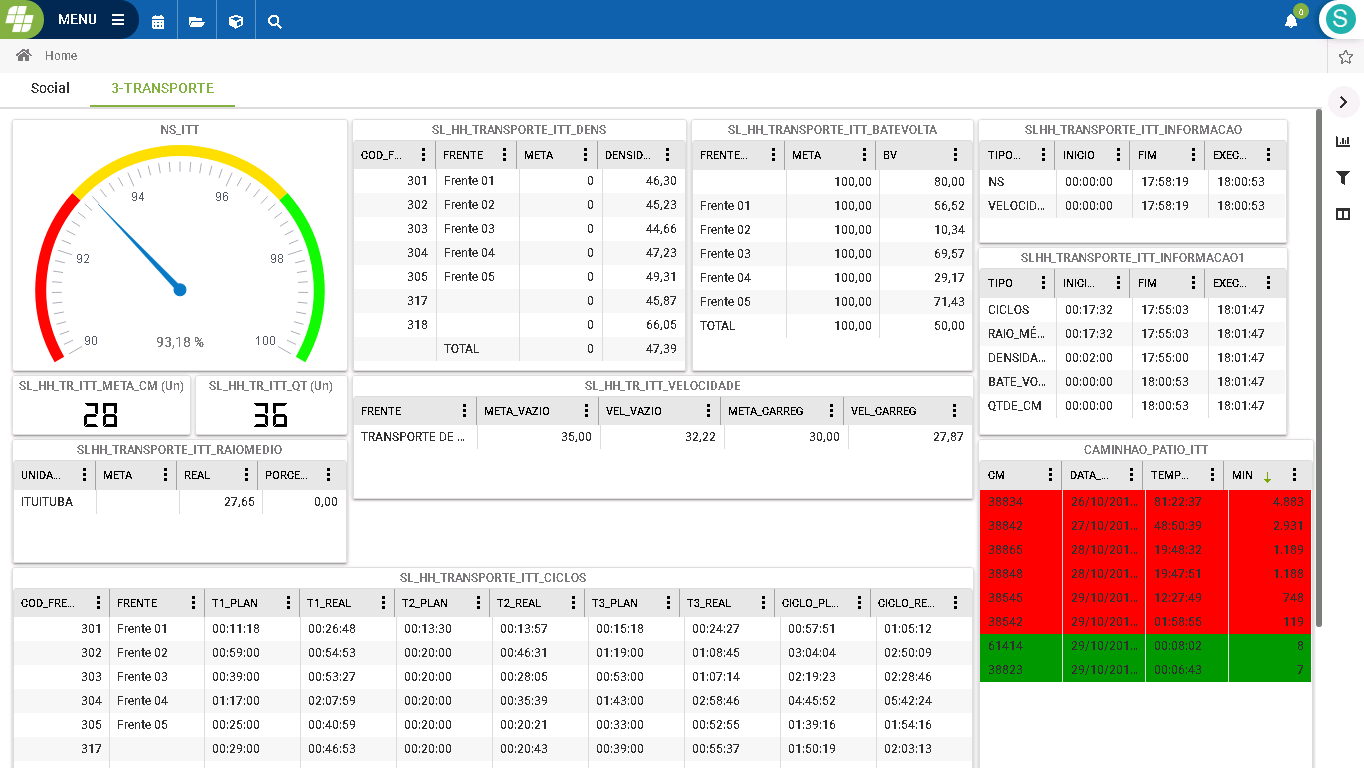 MENU
0
S
Home
Social 3-TRANSPORTE
NS_ITT
94 96
92 98
90 93,18 % 100
SL_HH_TR_ITT_META_CM (Un)
28
SL_HH_TR_ITT_QT (Un)
36
SLHH_TRANSPORTE_ITT_RAIOMEDIO
UNIDA... META REAL PORCE...
ITUITUBA 27,65 0,00
SL_HH_TRANSPORTE_ITT_DENS
COD_F... FRENTE META DENSID...
301 Frente 01 0 46,30
302 Frente 02 0 45,23
303 Frente 03 0 44,66
304 Frente 04 0 47,23
305 Frente 05 0 49,31
317 0 45,87
318 0 66,05
TOTAL 0 47,39
SL_HH_TRANSPORTE_ITT_BATEVOLTA
FRENTE... META BV
100,00 80,00
Frente 01 100,00 56,52
Frente 02 100,00 10,34
Frente 03 100,00 69,57
Frente 04 100,00 29,17
Frente 05 100,00 71,43
TOTAL 100,00 50,00
SL_HH_TR_ITT_VELOCIDADE
FRENTE META_VAZIO VEL_VAZIO META_CARREG VEL_CARREG
TRANSPORTE DE ... 35,00 32,22 30,00 27,87
SLHH_TRANSPORTE_ITT_INFORMACAO
TIPO... INICIO FIM EXEC...
NS 00:00:00 17:58:19 18:00:53
VELOCID... 00:00:00 17:58:19 18:00:53
SLHH_TRANSPORTE_ITT_INFORMACAO1
TIPO INICI... FIM EXEC...
CICLOS 00:17:32 17:55:03 18:01:47
RAIO_MÉ... 00:17:32 17:55:03 18:01:47
DENSIDA... 00:02:00 17:55:00 18:01:47
BATE_VO... 00:00:00 18:00:53 18:01:47
QTDE_CM 00:00:00 18:00:53 18:01:47
CAMINHAO_PATIO_ITT
CM DATA_... TEMP... MIN
38834 26/10/201... 81:22:37 4.883
38842 27/10/201... 48:50:39 2.931
38865 28/10/201... 19:48:32 1.189
38848 28/10/201... 19:47:51 1.188
38545 29/10/201... 12:27:49 748
38542 29/10/201... 01:58:55 119
61414 29/10/201... 00:08:02 8
38823 29/10/201... 00:06:43 7
SL_HH_TRANSPORTE_ITT_CICLOS
COD_FRE... FRENTE T1_PLAN T1_REAL T2_PLAN T2_REAL T3_PLAN T3_REAL CICLO_PL... CICLO_RE...
301 Frente 01 00:11:18 00:26:48 00:13:30 00:13:57 00:15:18 00:24:27 00:57:51 01:05:12
302 Frente 02 00:59:00 00:54:53 00:20:00 00:46:31 01:19:00 01:08:45 03:04:04 02:50:09
303 Frente 03 00:39:00 00:53:27 00:20:00 00:28:05 00:53:00 01:07:14 02:19:23 02:28:46
304 Frente 04 01:17:00 02:07:59 00:20:00 00:35:39 01:43:00 02:58:46 04:45:52 05:42:24
305 Frente 05 00:25:00 00:40:59 00:20:00 00:20:21 00:33:00 00:52:55 01:39:16 01:54:16
317 00:29:00 00:46:53 00:20:00 00:20:43 00:39:00 00:55:37 01:50:19 02:03:13